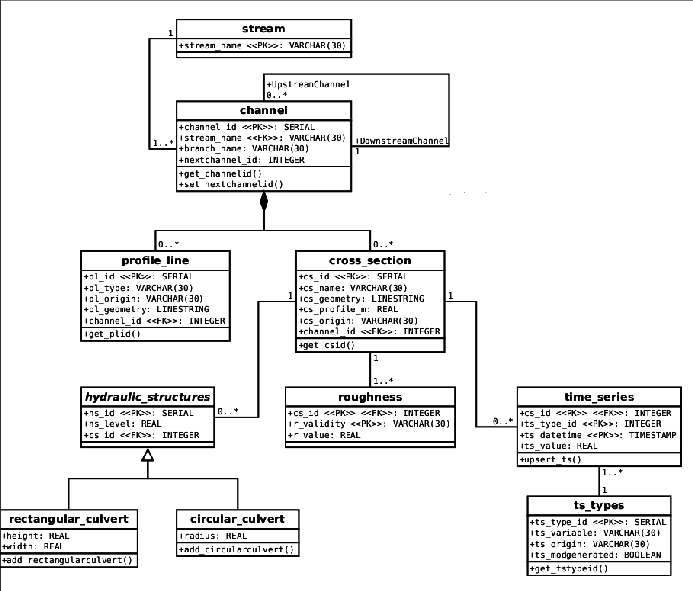 stream
+stream_name <<PK>>: VARCHAR(30)
1
+UpstreamChannel
0..*
channel
+channel_id <<PK>>: SERIAL
+stream_name <<FK>>: VARCHAR(30)
+branch_name: VARCHAR(30)
+nextchannel_id: INTEGER
+get_channelid()
+set_nextchannelid()
1..*
+DownstreamChannel
1
0..*
0..*
profile_line
+pl_id <<PK>>: SERIAL
+pl_type: VARCHAR(30)
+pl_origin: VARCHAR(30)
+pl_geometry: LINESTRING
+channel_id <<FK>>: INTEGER
+get_plid()
cross_section
+cs_id <<PK>>: SERIAL
+cs_name: VARCHAR(30)
+cs_geometry: LINESTRING
+cs_profile_m: REAL
+cs_origin: VARCHAR(30)
+channel_id <<FK>>: INTEGER
+get_csid()
1
1
1
hydraulic_structures
+hs_id <<PK>>: SERIAL
+hs_level: REAL
+cs_id <<FK>>: INTEGER
0..*
1..*
roughness
+cs_id <<PK>> <<FK>>: INTEGER
+r_validity <<PK>>: VARCHAR(30)
+r_value: REAL
0..*
time_series
+cs_id <<PK>> <<FK>>: INTEGER
+ts_type_id <<PK>>: INTEGER
+ts_datetime <<PK>>: TIMESTAMP
+ts_value: REAL
+upsert_ts()
1..*
1
rectangular_culvert
+height: REAL
+width: REAL
+add_rectangularculvert()
circular_culvert
+radius: REAL
+add_circularculvert()
ts_types
+ts_type_id <<PK>>: SERIAL
+ts_variable: VARCHAR(30)
+ts_origin: VARCHAR(30)
+ts_modgenerated: BOOLEAN
+get_tstypeid()